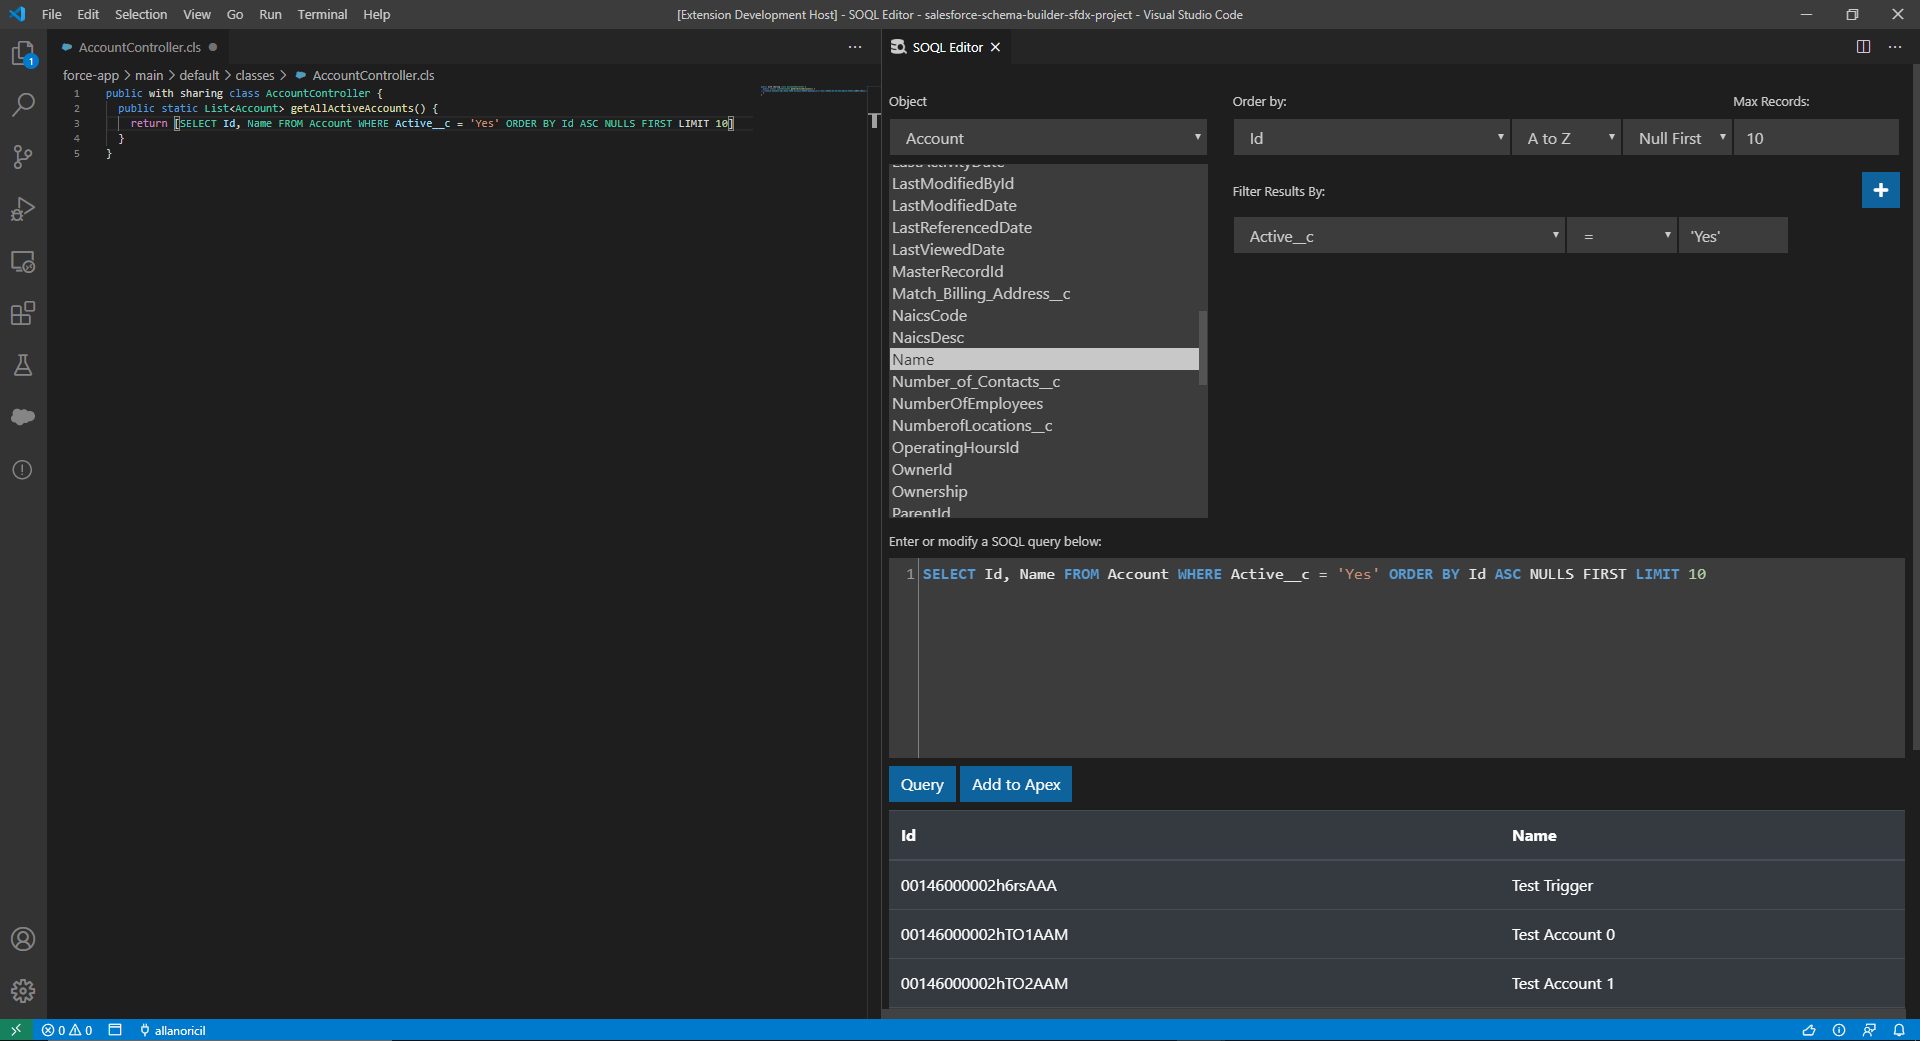 File Edit Selection View Go Run Terminal Help
[Extension Development Host] - SOQL Editor - salesforce-schema-builder-sfdx-project - Visual Studio Code
1
AccountController.cls
force-app > main > default > classes > AccountController.cls
1 public with sharing class AccountController {
2 public static List<Account> getAllActiveAccounts() {
3 return [SELECT Id, Name FROM Account WHERE Active__c = 'Yes' ORDER BY Id ASC NULLS FIRST LIMIT 10]
4 }
5 }
SOQL Editor
Object
Account
LastActivityDate
LastModifiedById
LastModifiedDate
LastReferencedDate
LastViewedDate
MasterRecordId
Match_Billing_Address__c
NaicsCode
NaicsDesc
Name
Number_of_Contacts__c
NumberOfEmployees
NumberofLocations__c
OperatingHoursId
OwnerId
Ownership
ParentId
Order by:
Max Records:
Id
A to Z
Null First
10
Filter Results By:
+
Active__c
=
'Yes'
Enter or modify a SOQL query below:
1 SELECT Id, Name FROM Account WHERE Active__c = 'Yes' ORDER BY Id ASC NULLS FIRST LIMIT 10
Query
Add to Apex
Id Name
00146000002h6rsAAA Test Trigger
00146000002hTO1AAM Test Account 0
00146000002hTO2AAM Test Account 1
0 0 allanoricil